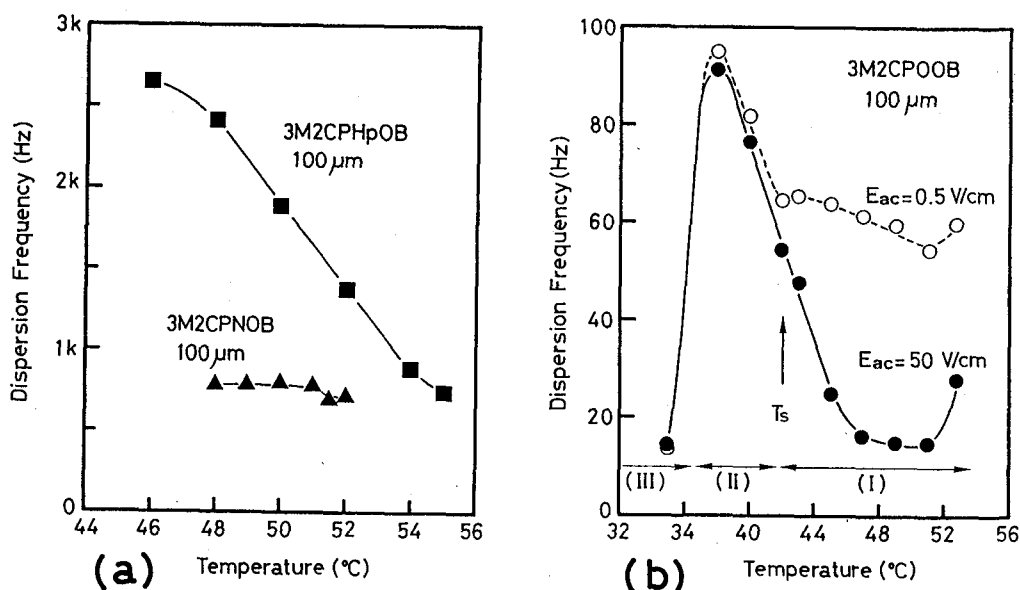 3k
2k
1k
0
44
46
48
50
52
54
56
Dispersion Frequency (Hz)
3M2CPHpOB
100 μm
3M2CPNOB
100 μm
(a)
Temperature (°C)
100
80
60
40
20
0
32
34
40
44
48
52
56
Dispersion Frequency (Hz)
3M2CPOOB
100 μm
Eac=0.5 V/cm
Eac=50 V/cm
Ts
(III)
(II)
(I)
(b)
Temperature (°C)